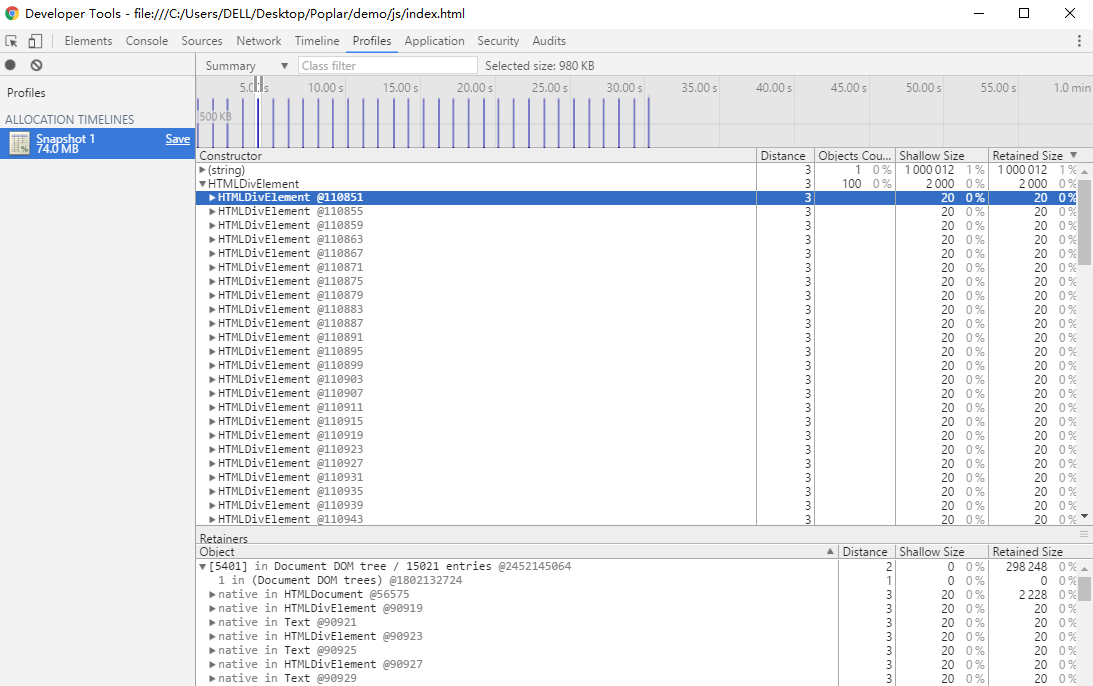 Developer Tools - file:///C:/Users/DELL/Desktop/Poplar/demo/js/index.html
Elements Console Sources Network Timeline Profiles Application Security Audits
Summary ▼ Class filter Selected size: 980 KB
Profiles
ALLOCATION TIMELINES
Snapshot 1 Save
74.0 MB
5.00 s 10.00 s 15.00 s 20.00 s 25.00 s 30.00 s 35.00 s 40.00 s 45.00 s 50.00 s 55.00 s 1.0 min
500 KB
Constructor Distance Objects Cou... Shallow Size Retained Size ▼
▶(string) 3 1 0 % 1 000 012 1 % 1 000 012 1 %
▼HTMLDivElement 3 100 0 % 2 000 0 % 2 000 0 %
▶HTMLDivElement @110851 3 20 0 % 20 0 %
▶HTMLDivElement @110855 3 20 0 % 20 0 %
▶HTMLDivElement @110859 3 20 0 % 20 0 %
▶HTMLDivElement @110863 3 20 0 % 20 0 %
▶HTMLDivElement @110867 3 20 0 % 20 0 %
▶HTMLDivElement @110871 3 20 0 % 20 0 %
▶HTMLDivElement @110875 3 20 0 % 20 0 %
▶HTMLDivElement @110879 3 20 0 % 20 0 %
▶HTMLDivElement @110883 3 20 0 % 20 0 %
▶HTMLDivElement @110887 3 20 0 % 20 0 %
▶HTMLDivElement @110891 3 20 0 % 20 0 %
▶HTMLDivElement @110895 3 20 0 % 20 0 %
▶HTMLDivElement @110899 3 20 0 % 20 0 %
▶HTMLDivElement @110903 3 20 0 % 20 0 %
▶HTMLDivElement @110907 3 20 0 % 20 0 %
▶HTMLDivElement @110911 3 20 0 % 20 0 %
▶HTMLDivElement @110915 3 20 0 % 20 0 %
▶HTMLDivElement @110919 3 20 0 % 20 0 %
▶HTMLDivElement @110923 3 20 0 % 20 0 %
▶HTMLDivElement @110927 3 20 0 % 20 0 %
▶HTMLDivElement @110931 3 20 0 % 20 0 %
▶HTMLDivElement @110935 3 20 0 % 20 0 %
▶HTMLDivElement @110939 3 20 0 % 20 0 %
▶HTMLDivElement @110943 3 20 0 % 20 0 %
Retainers
Object ▲ Distance Shallow Size Retained Size
▼[5401] in Document DOM tree / 15021 entries @2452145064 2 0 0 % 298 248 0 %
1 in (Document DOM trees) @1802132724 1 0 0 % 0 0 %
▶native in HTMLDocument @56575 3 20 0 % 2 228 0 %
▶native in HTMLDivElement @90919 3 20 0 % 20 0 %
▶native in Text @90921 3 20 0 % 20 0 %
▶native in HTMLDivElement @90923 3 20 0 % 20 0 %
▶native in Text @90925 3 20 0 % 20 0 %
▶native in HTMLDivElement @90927 3 20 0 % 20 0 %
▶native in Text @90929 3 20 0 % 20 0 %